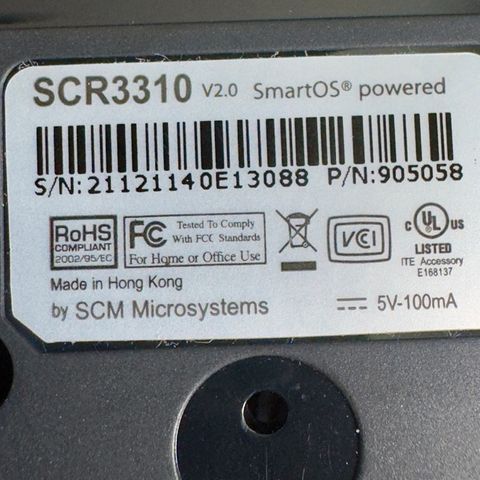 SCR3310 V2.0 SmartOS® powered
S/N:21121140E13088 P/N:905058
RoHS
COMPLIANT
2002/95/EC
FC Tested To Comply
With FCC Standards
For Home or Office Use
VCI
c UL US
LISTED
ITE Accessory
E168137
Made in Hong Kong
by SCM Microsystems
5V-100mA